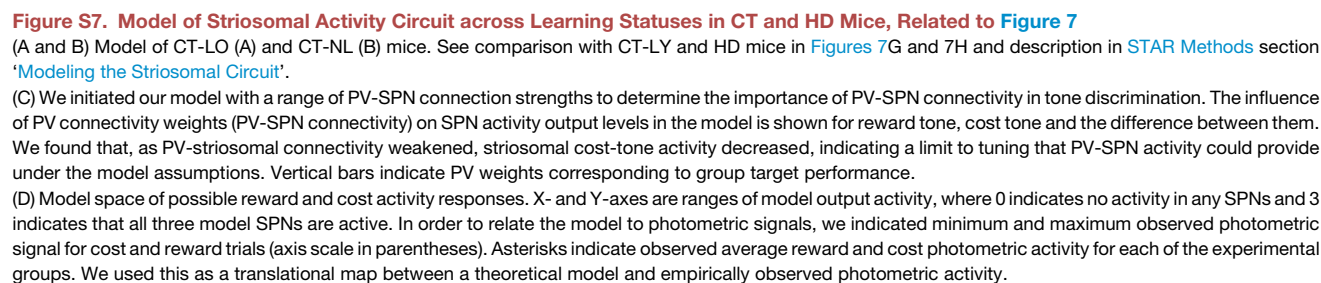 Figure S7. Model of Striosomal Activity Circuit across Learning Statuses in CT and HD Mice, Related to Figure 7
(A and B) Model of CT-LO (A) and CT-NL (B) mice. See comparison with CT-LY and HD mice in Figures 7G and 7H and description in STAR Methods section
‘Modeling the Striosomal Circuit’.
(C) We initiated our model with a range of PV-SPN connection strengths to determine the importance of PV-SPN connectivity in tone discrimination. The influence
of PV connectivity weights (PV-SPN connectivity) on SPN activity output levels in the model is shown for reward tone, cost tone and the difference between them.
We found that, as PV-striosomal connectivity weakened, striosomal cost-tone activity decreased, indicating a limit to tuning that PV-SPN activity could provide
under the model assumptions. Vertical bars indicate PV weights corresponding to group target performance.
(D) Model space of possible reward and cost activity responses. X- and Y-axes are ranges of model output activity, where 0 indicates no activity in any SPNs and 3
indicates that all three model SPNs are active. In order to relate the model to photometric signals, we indicated minimum and maximum observed photometric
signal for cost and reward trials (axis scale in parentheses). Asterisks indicate observed average reward and cost photometric activity for each of the experimental
groups. We used this as a translational map between a theoretical model and empirically observed photometric activity.